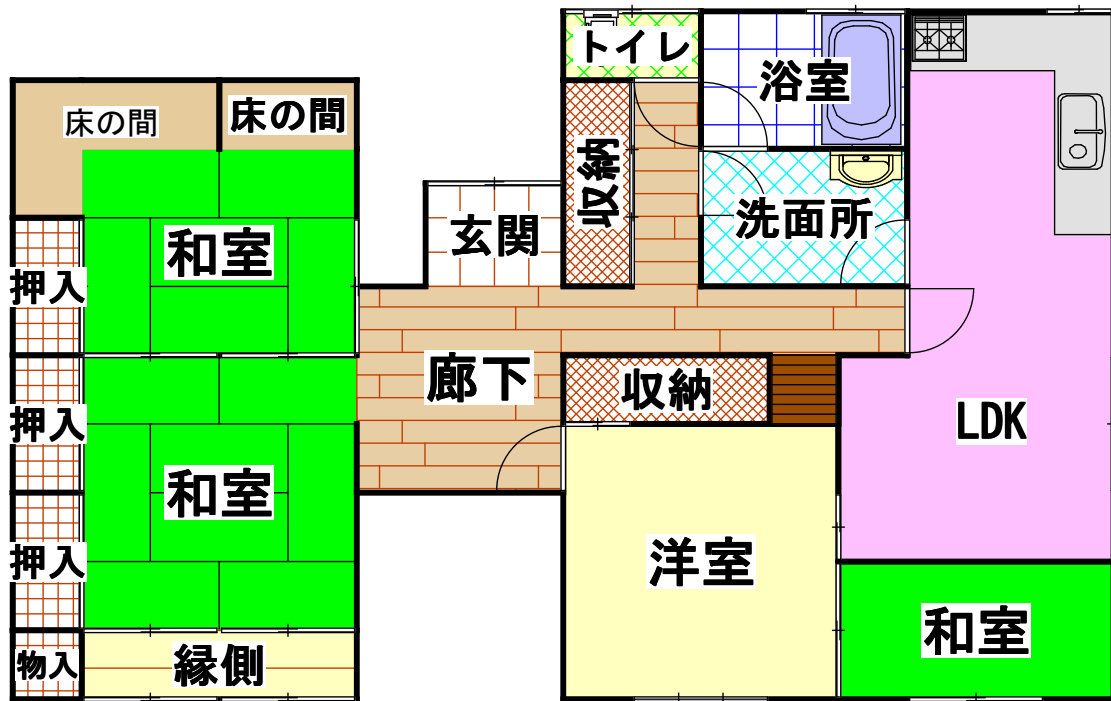 トイレ
浴室
床の間
床の間
収納
洗面所
和室
玄関
押入
廊下
収納
LDK
押入
和室
押入
洋室
和室
物入
縁側